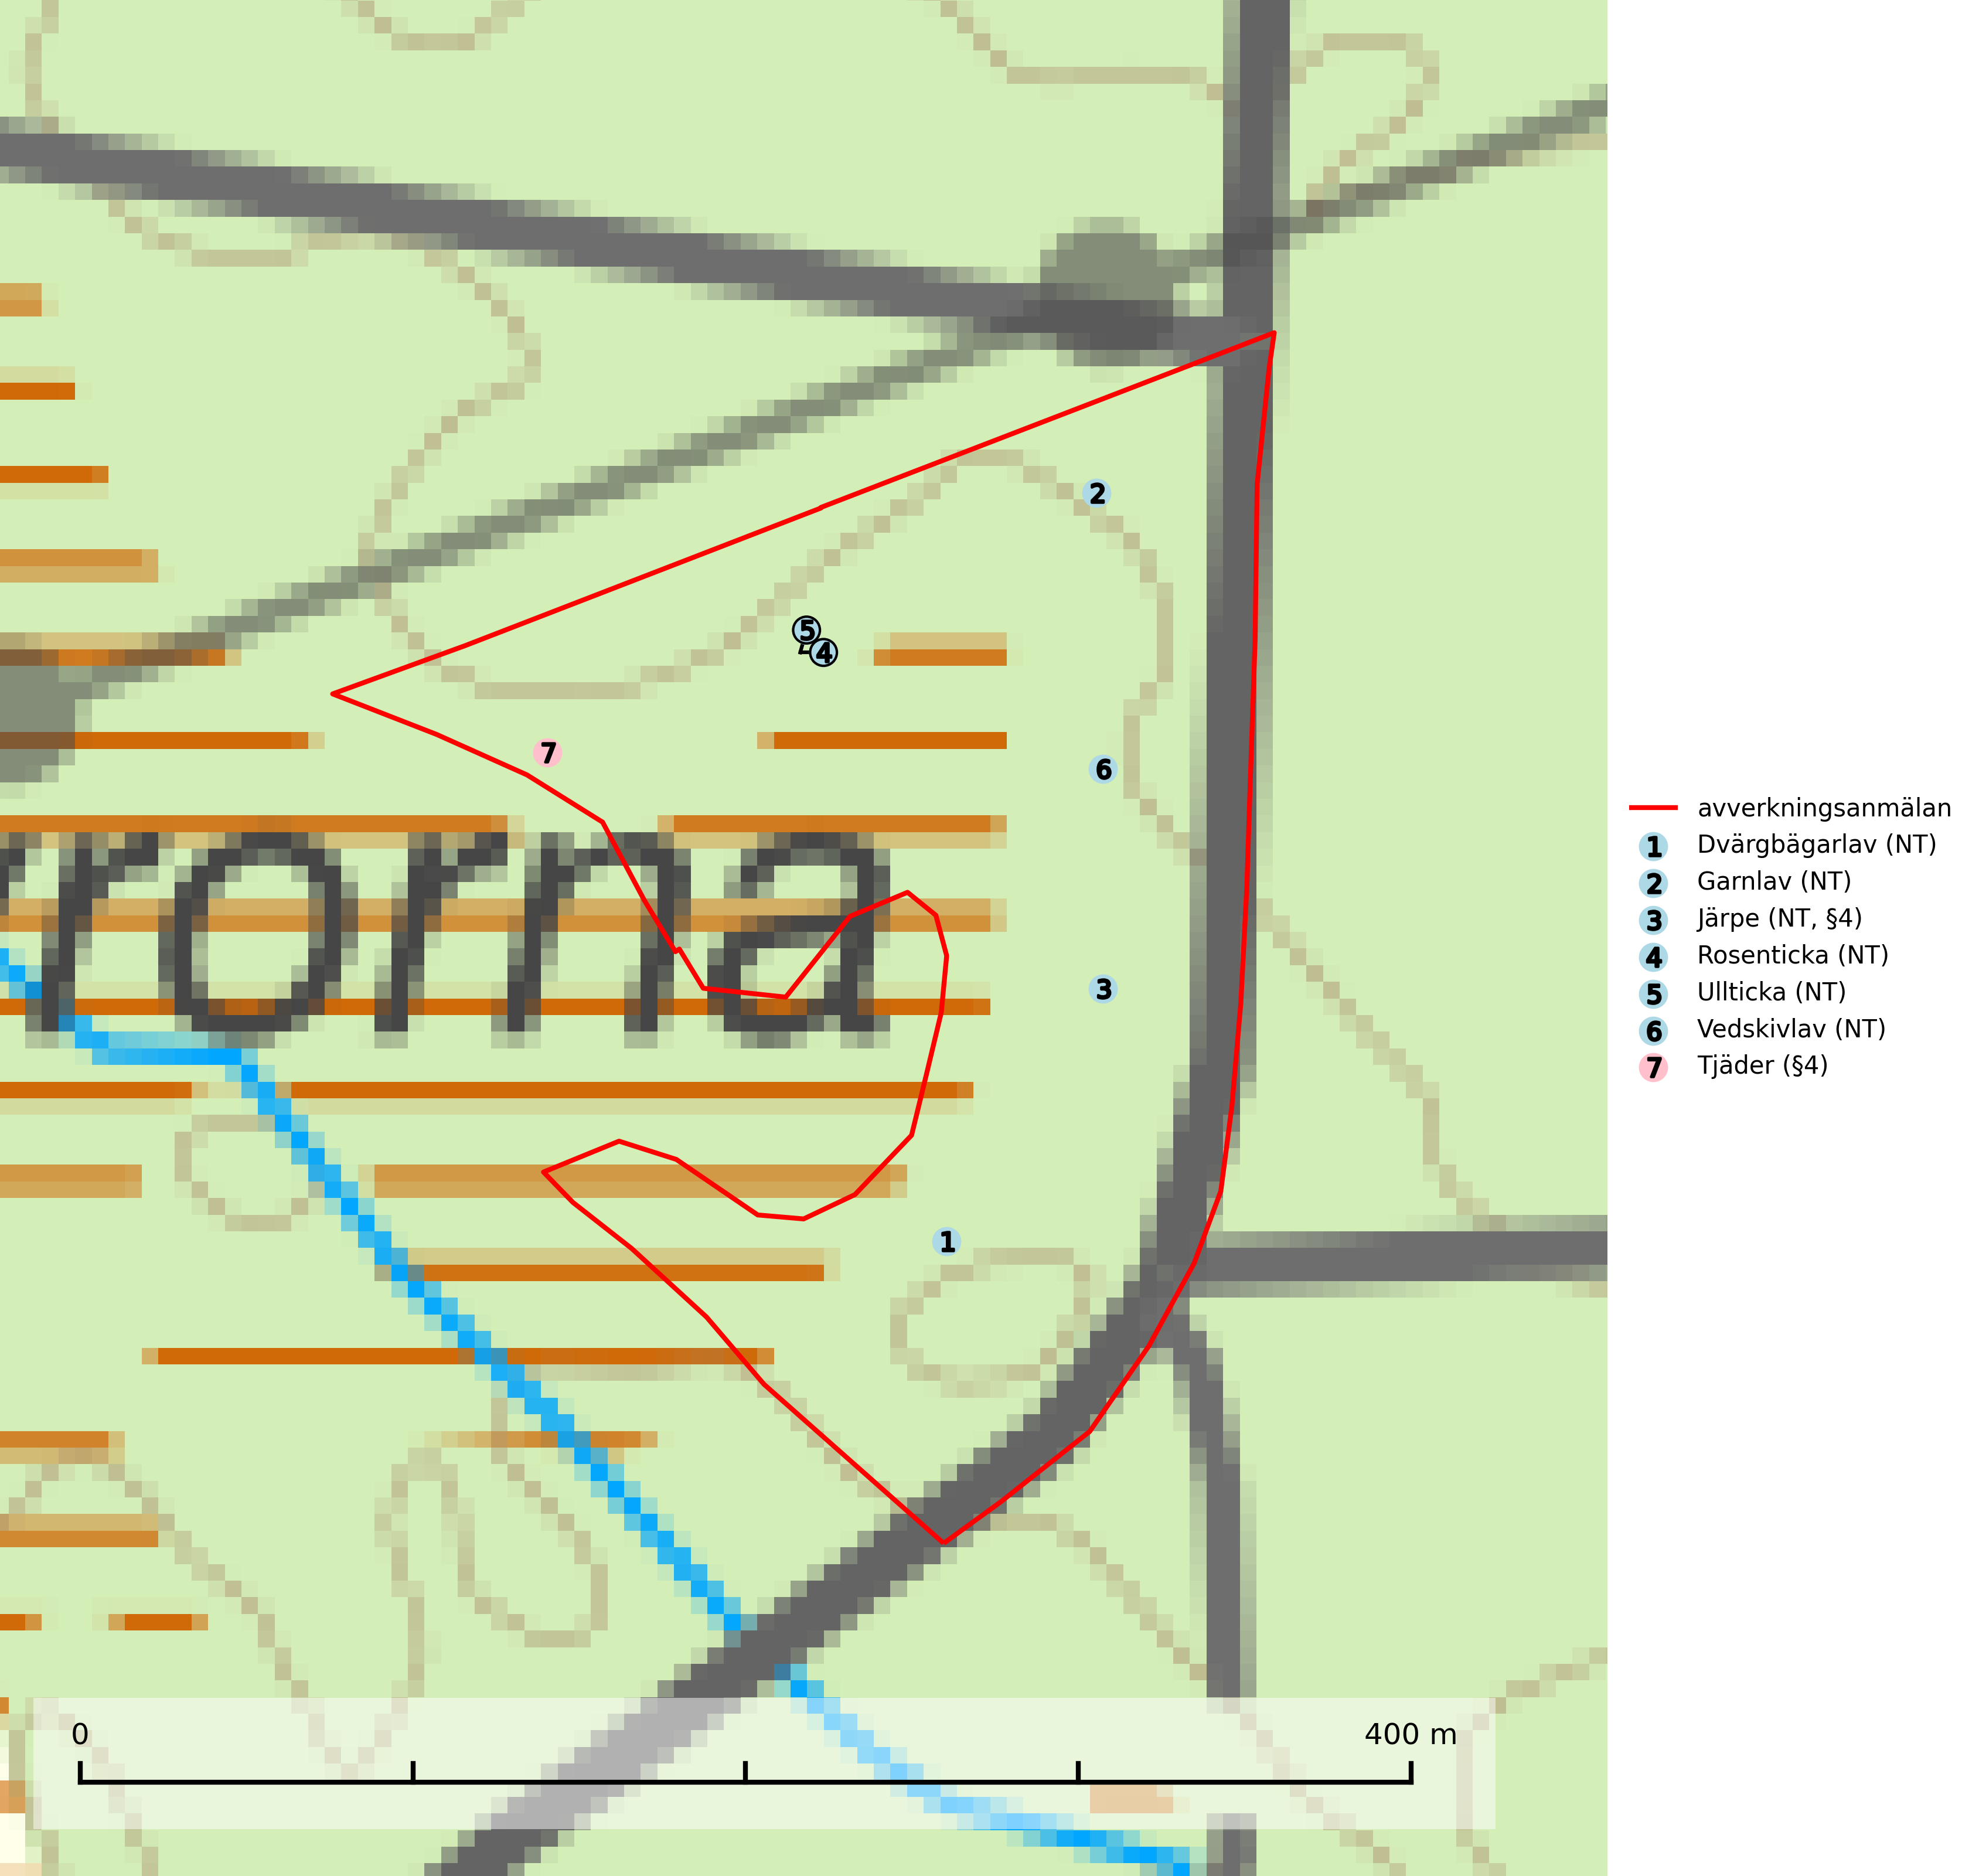 2
5
4
7
6
rorna
3
1
0
400 m
avverkningsanmälan
1 Dvärgbägarlav (NT)
2 Garnlav (NT)
3 Järpe (NT, §4)
4 Rosenticka (NT)
5 Ullticka (NT)
6 Vedskivlav (NT)
7 Tjäder (§4)